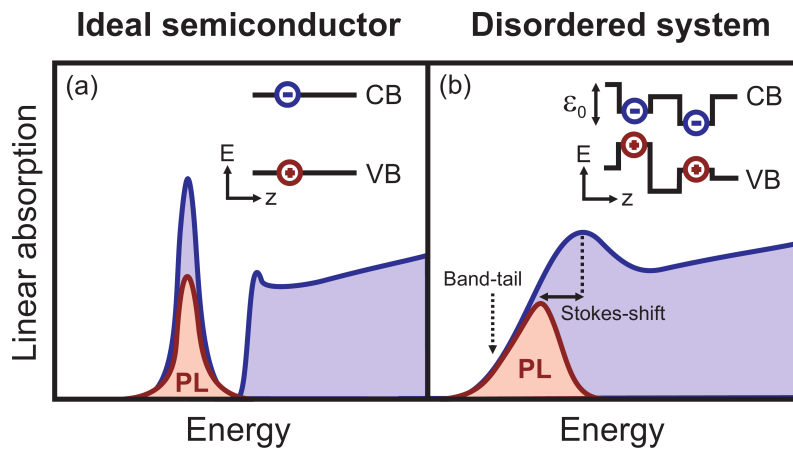 Ideal semiconductor
Disordered system
Linear absorption
(a)
CB
E
VB
z
PL
Energy
(b)
ε0
CB
E
VB
z
Band-tail
Stokes-shift
PL
Energy